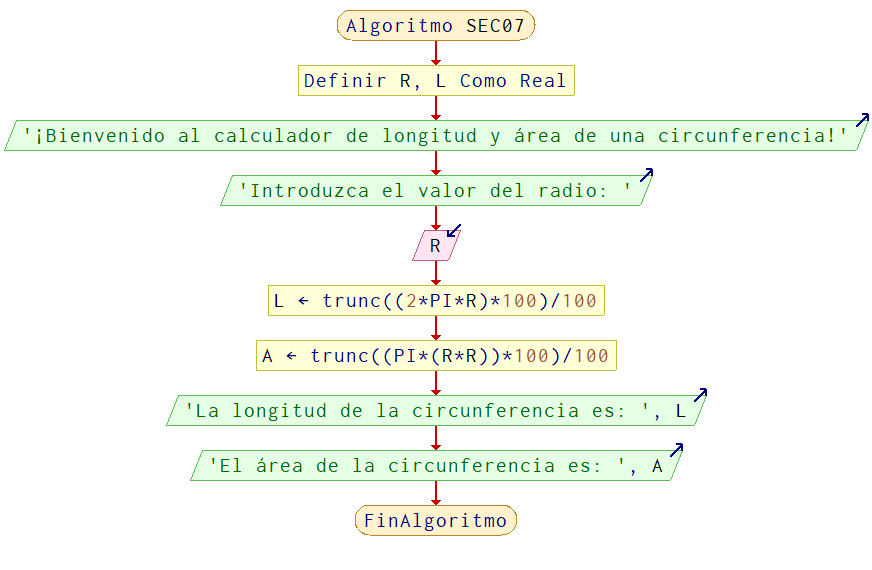 Algoritmo SEC07
Definir R, L Como Real
'¡Bienvenido al calculador de longitud y área de una circunferencia!'
'Introduzca el valor del radio: '
R
L ← trunc((2*PI*R)*100)/100
A ← trunc((PI*(R*R))*100)/100
'La longitud de la circunferencia es: ', L
'El área de la circunferencia es: ', A
FinAlgoritmo